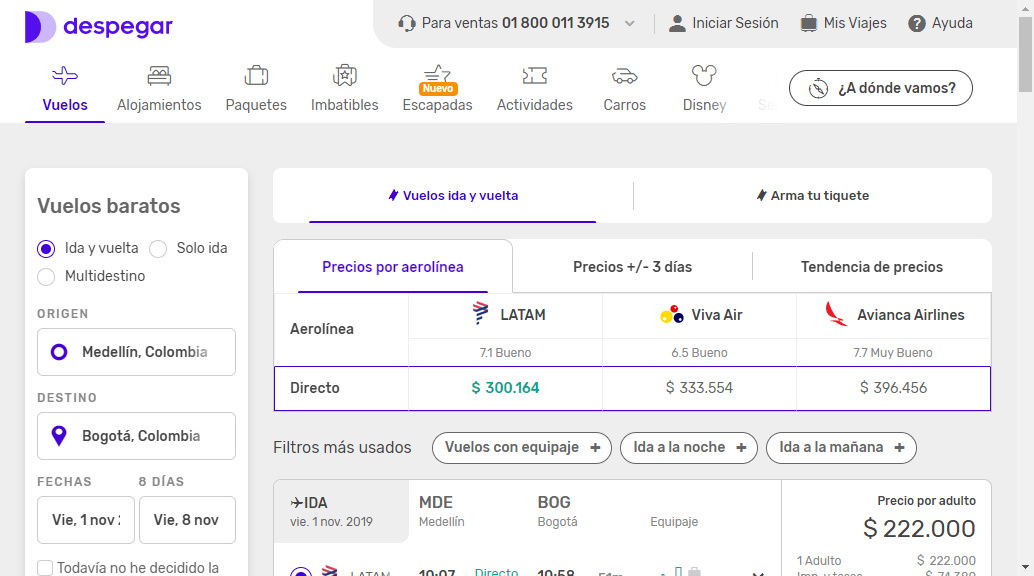 despegar
Para ventas 01 800 011 3915
Iniciar Sesión
Mis Viajes
Ayuda
Vuelos
Alojamientos
Paquetes
Imbatibles
Nuevo
Escapadas
Actividades
Carros
Disney
¿A dónde vamos?
Vuelos baratos
Ida y vuelta
Solo ida
Multidestino
ORIGEN
Medellín, Colombia
DESTINO
Bogotá, Colombia
FECHAS
8 DÍAS
Vie, 1 nov
Vie, 8 nov
Todavía no he decidido la
Vuelos ida y vuelta
Arma tu tiquete
Precios por aerolínea
Precios +/- 3 días
Tendencia de precios
Aerolínea
LATAM
Viva Air
Avianca Airlines
7.1 Bueno
6.5 Bueno
7.7 Muy Bueno
Directo
$ 300.164
$ 333.554
$ 396.456
Filtros más usados
Vuelos con equipaje +
Ida a la noche +
Ida a la mañana +
IDA
vie. 1 nov. 2019
MDE
Medellín
BOG
Bogotá
Equipaje
LATAM
10:07
Directo
10:58
51m
Precio por adulto
$ 222.000
1 Adulto
$ 222.000
Imp. y tasas